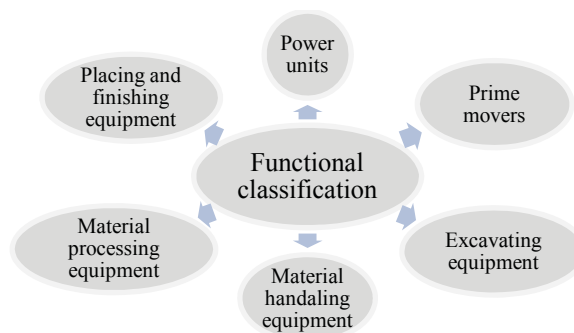 Power
units
Placing and
finishing
equipment
Prime
movers
Functional
classification
Material
processing
equipment
Excavating
equipment
Material
handaling
equipment